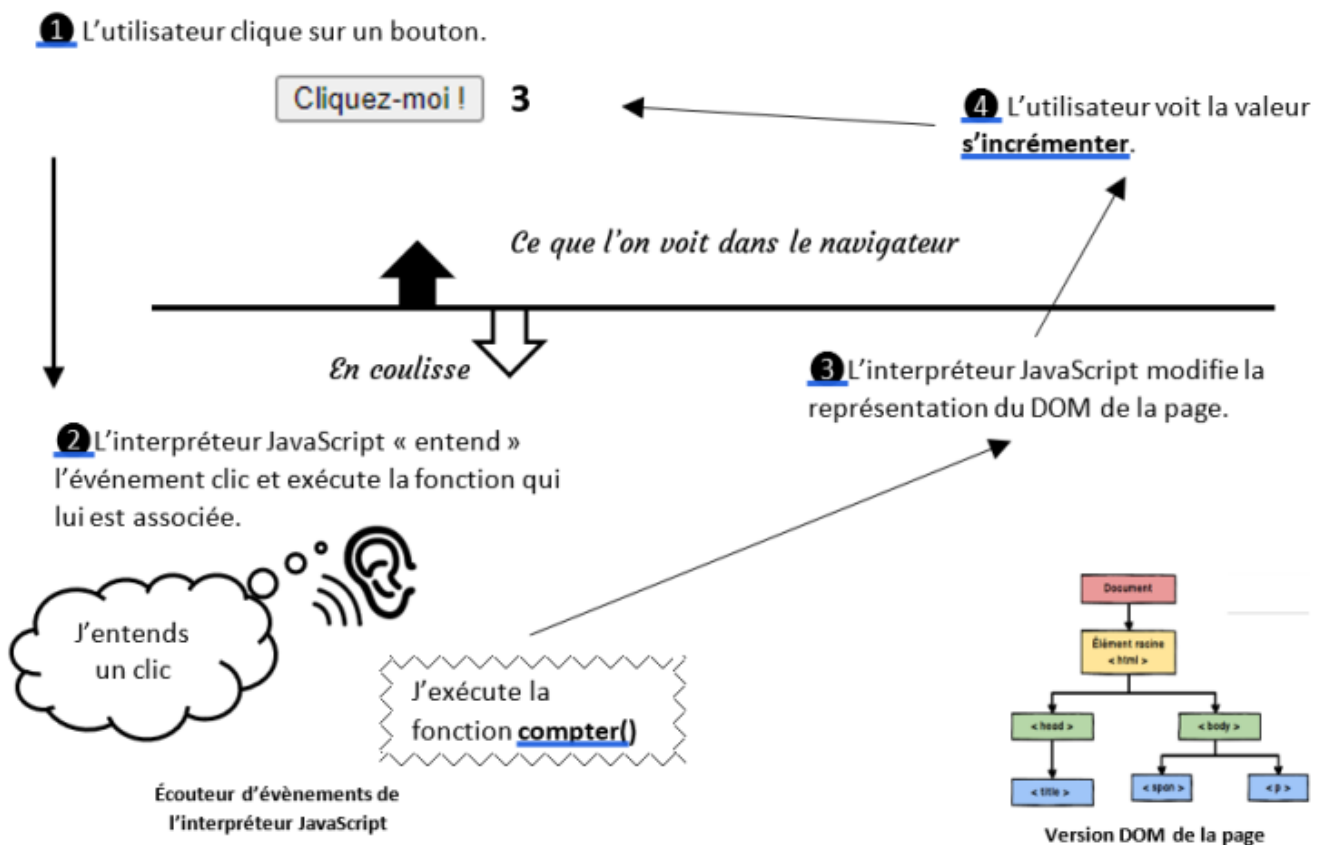 1 L'utilisateur clique sur un bouton.
Cliquez-moi ! 3
4 L'utilisateur voit la valeur
s'incrémenter.
Ce que l'on voit dans le navigateur
En coulisse
3 L'interpréteur JavaScript modifie la
représentation du DOM de la page.
2 L'interpréteur JavaScript « entend »
l'événement clic et exécute la fonction qui
lui est associée.
J'entends
un clic
J'exécute la
fonction compter()
Écouteur d'évènements de
l'interpréteur JavaScript
Document
Élément racine
< html >
< head >
< body >
< title >
< span >
< p >
Version DOM de la page